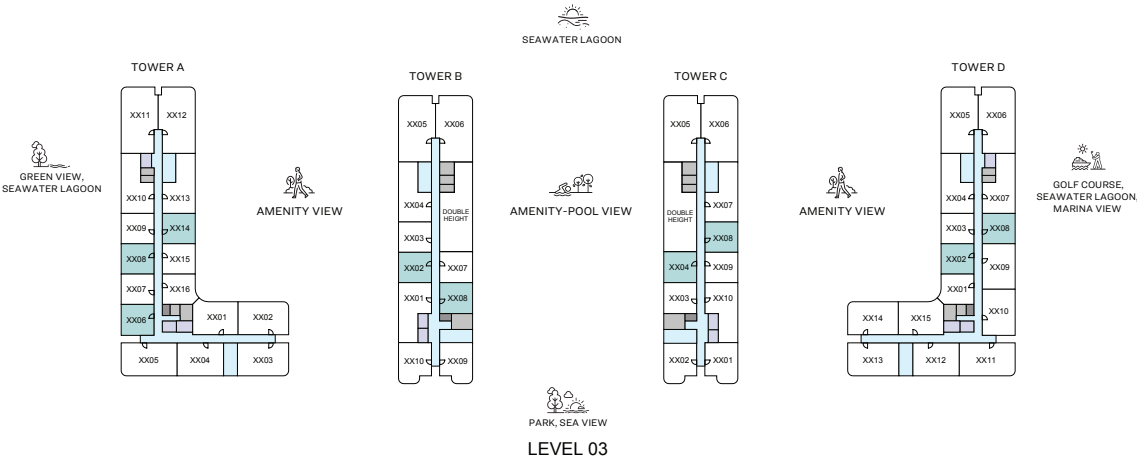 SEAWATER LAGOON
TOWER A
TOWER B
TOWER C
TOWER D
GREEN VIEW,
SEAWATER LAGOON
AMENITY VIEW
AMENITY-POOL VIEW
AMENITY VIEW
GOLF COURSE,
SEAWATER LAGOON,
MARINA VIEW
XX11
XX12
XX10
XX13
XX09
XX14
XX08
XX15
XX07
XX16
XX06
XX01
XX02
XX05
XX04
XX03
XX05
XX06
XX04
DOUBLE
HEIGHT
XX03
XX02
XX07
XX01
XX08
XX10
XX09
XX05
XX06
DOUBLE
HEIGHT
XX07
XX08
XX04
XX09
XX03
XX10
XX02
XX01
XX05
XX06
XX04
XX07
XX03
XX08
XX02
XX09
XX01
XX10
XX14
XX15
XX13
XX12
XX11
PARK, SEA VIEW
LEVEL 03